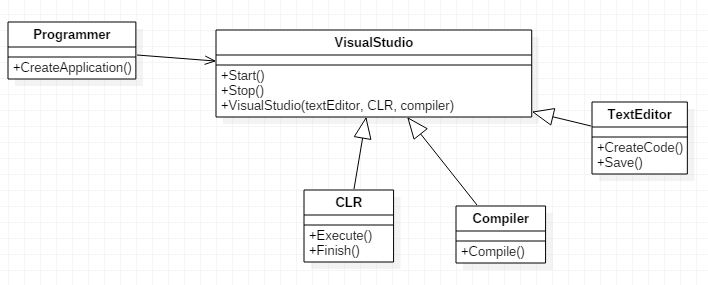 Programmer
+CreateApplication()
VisualStudio
+Start()
+Stop()
+VisualStudio(textEditor, CLR, compiler)
TextEditor
+CreateCode()
+Save()
CLR
+Execute()
+Finish()
Compiler
+Compile()